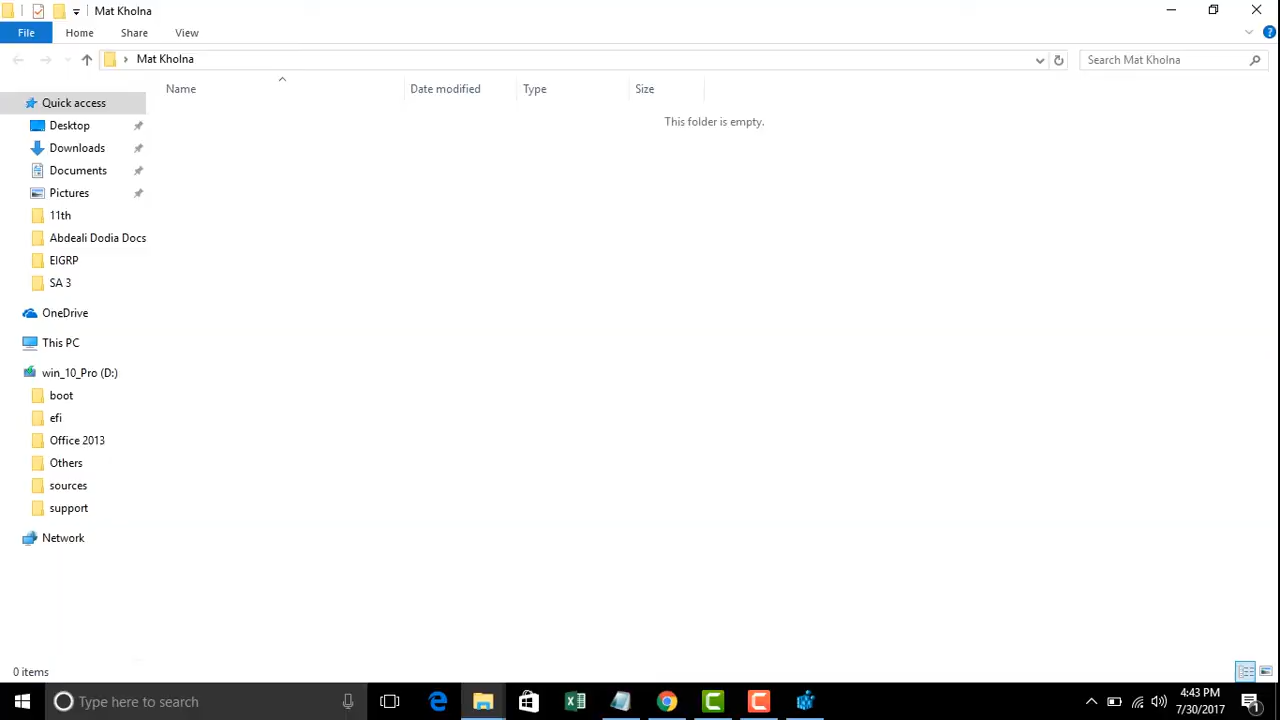 Mat Kholna
File Home Share View
Mat Kholna
Search Mat Kholna
Name Date modified Type Size
This folder is empty.
Quick access
Desktop
Downloads
Documents
Pictures
11th
Abdeali Dodia Docs
EIGRP
SA 3
OneDrive
This PC
win_10_Pro (D:)
boot
efi
Office 2013
Others
sources
support
Network
0 items
Type here to search
4:43 PM
7/30/2017